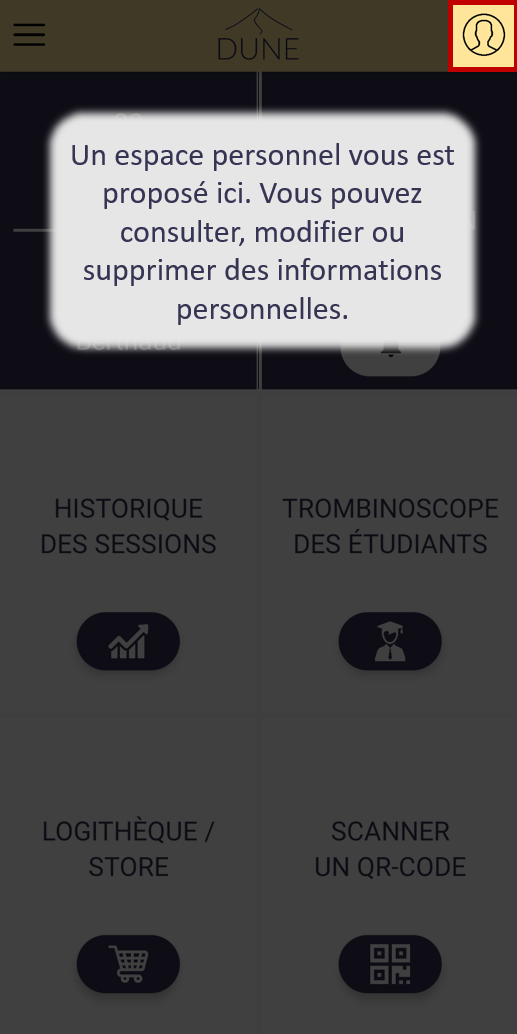 DUNE
Un espace personnel vous est
proposé ici. Vous pouvez
consulter, modifier ou
supprimer des informations
personnelles.
HISTORIQUE
DES SESSIONS
TROMBINOSCOPE
DES ÉTUDIANTS
LOGITHÈQUE /
STORE
SCANNER
UN QR-CODE